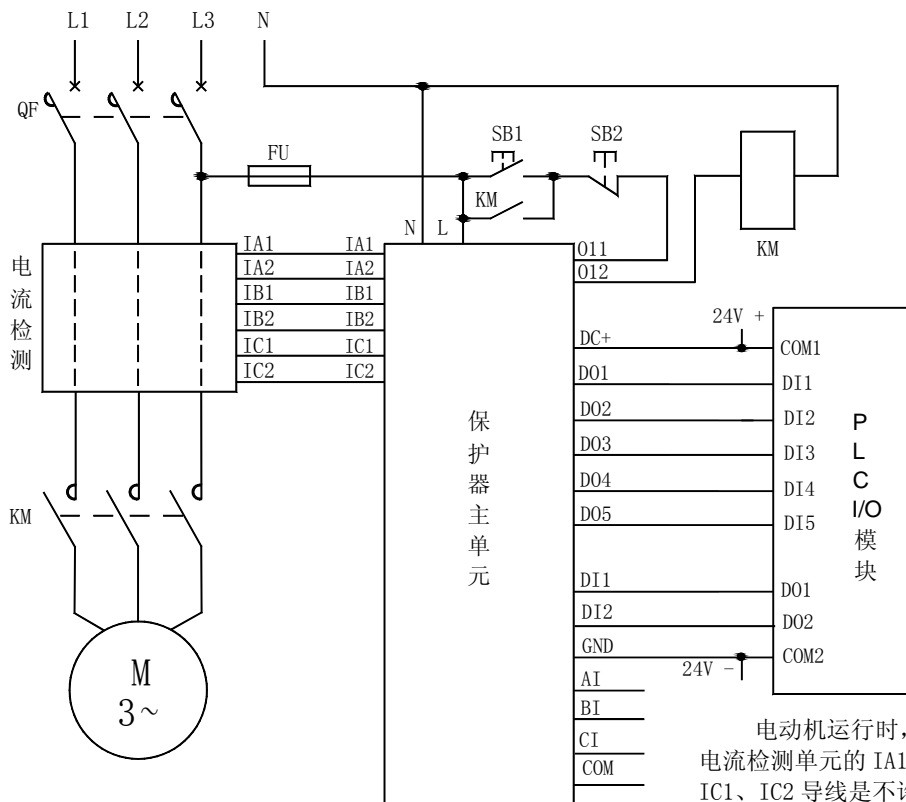 L1 L2 L3 N
QF
FU
SB1 SB2
KM
KM
N L
电流检测
IA1 IA1
IA2 IA2
IB1 IB1
IB2 IB2
IC1 IC1
IC2 IC2
O11
O12
保护器主单元
DC+
DO1
DO2
DO3
DO4
DO5
DI1
DI2
GND
AI
BI
CI
COM
24V +
24V -
COM1
DI1
DI2
DI3
DI4
DI5
DO1
DO2
COM2
PLC
I/O
模块
KM
M
3~
电动机运行时，
电流检测单元的 IA1
IC1、IC2 导线是不